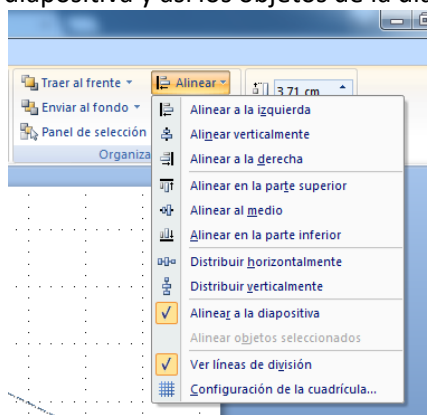 diapositiva y así los objetos de la dia
Traer al frente
Alinear
3,71 cm
Enviar al fondo
Panel de selección
Organiza
Alinear a la izquierda
Alinear verticalmente
Alinear a la derecha
Alinear en la parte superior
Alinear al medio
Alinear en la parte inferior
Distribuir horizontalmente
Distribuir verticalmente
Alinear a la diapositiva
Alinear objetos seleccionados
Ver líneas de división
Configuración de la cuadrícula...